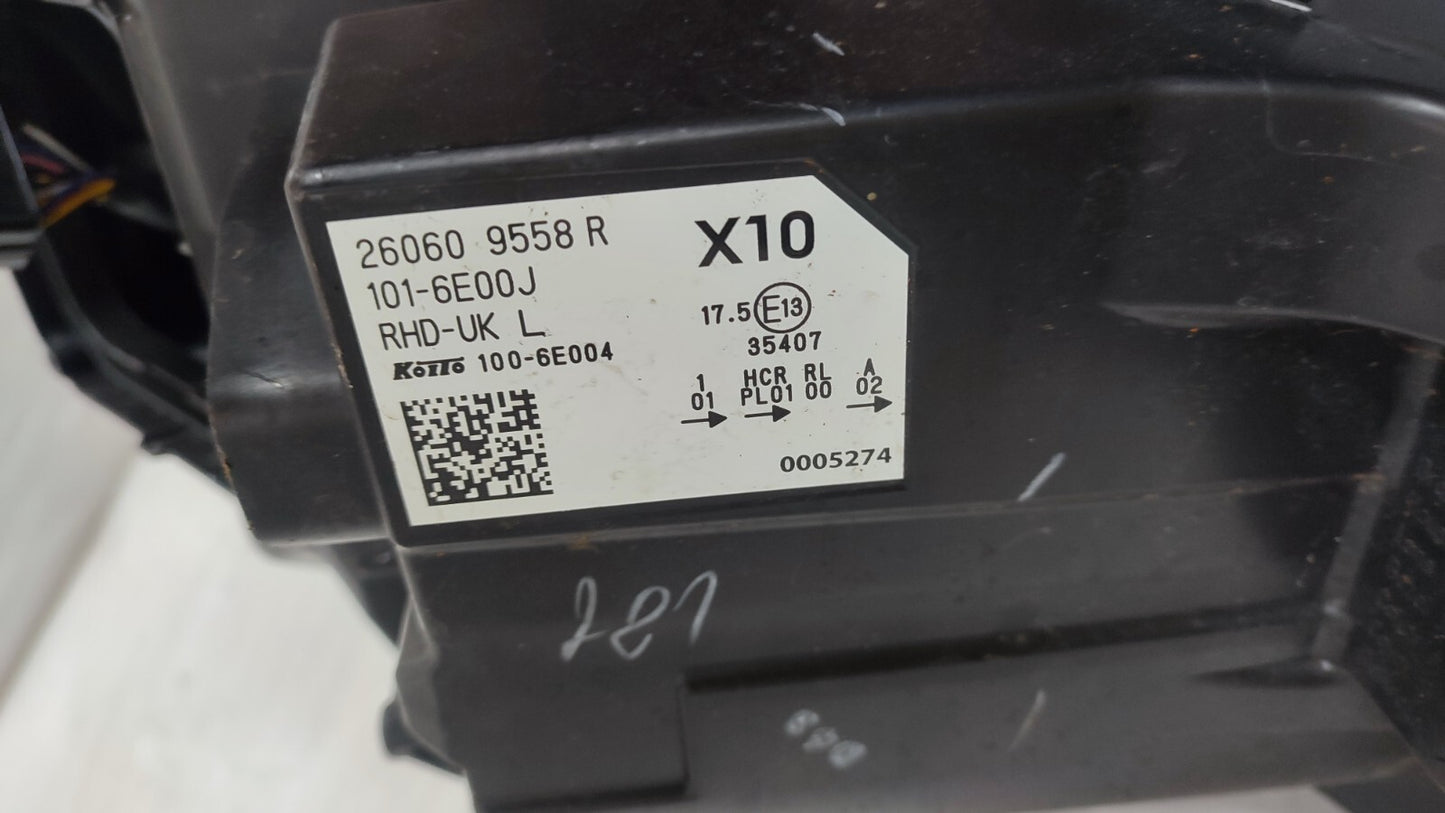 26060 9558 R
101-6E00J
RHD-UK L
KOITO 100-6E004
X10
17.5 E13
35407
1 HCR RL A
01 PL01 00 02
0005274
281